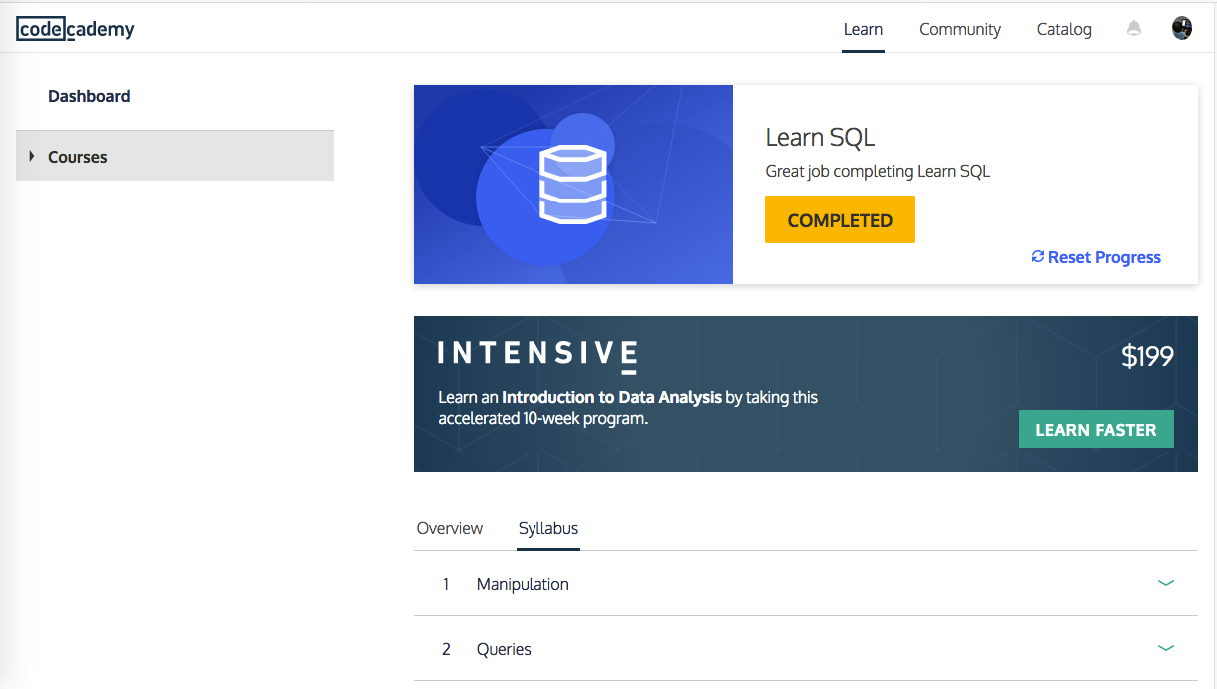 codecademy
Learn
Community
Catalog
Dashboard
Courses
Learn SQL
Great job completing Learn SQL
COMPLETED
Reset Progress
INTENSIVE
$199
Learn an Introduction to Data Analysis by taking this
accelerated 10-week program.
LEARN FASTER
Overview
Syllabus
1 Manipulation
2 Queries